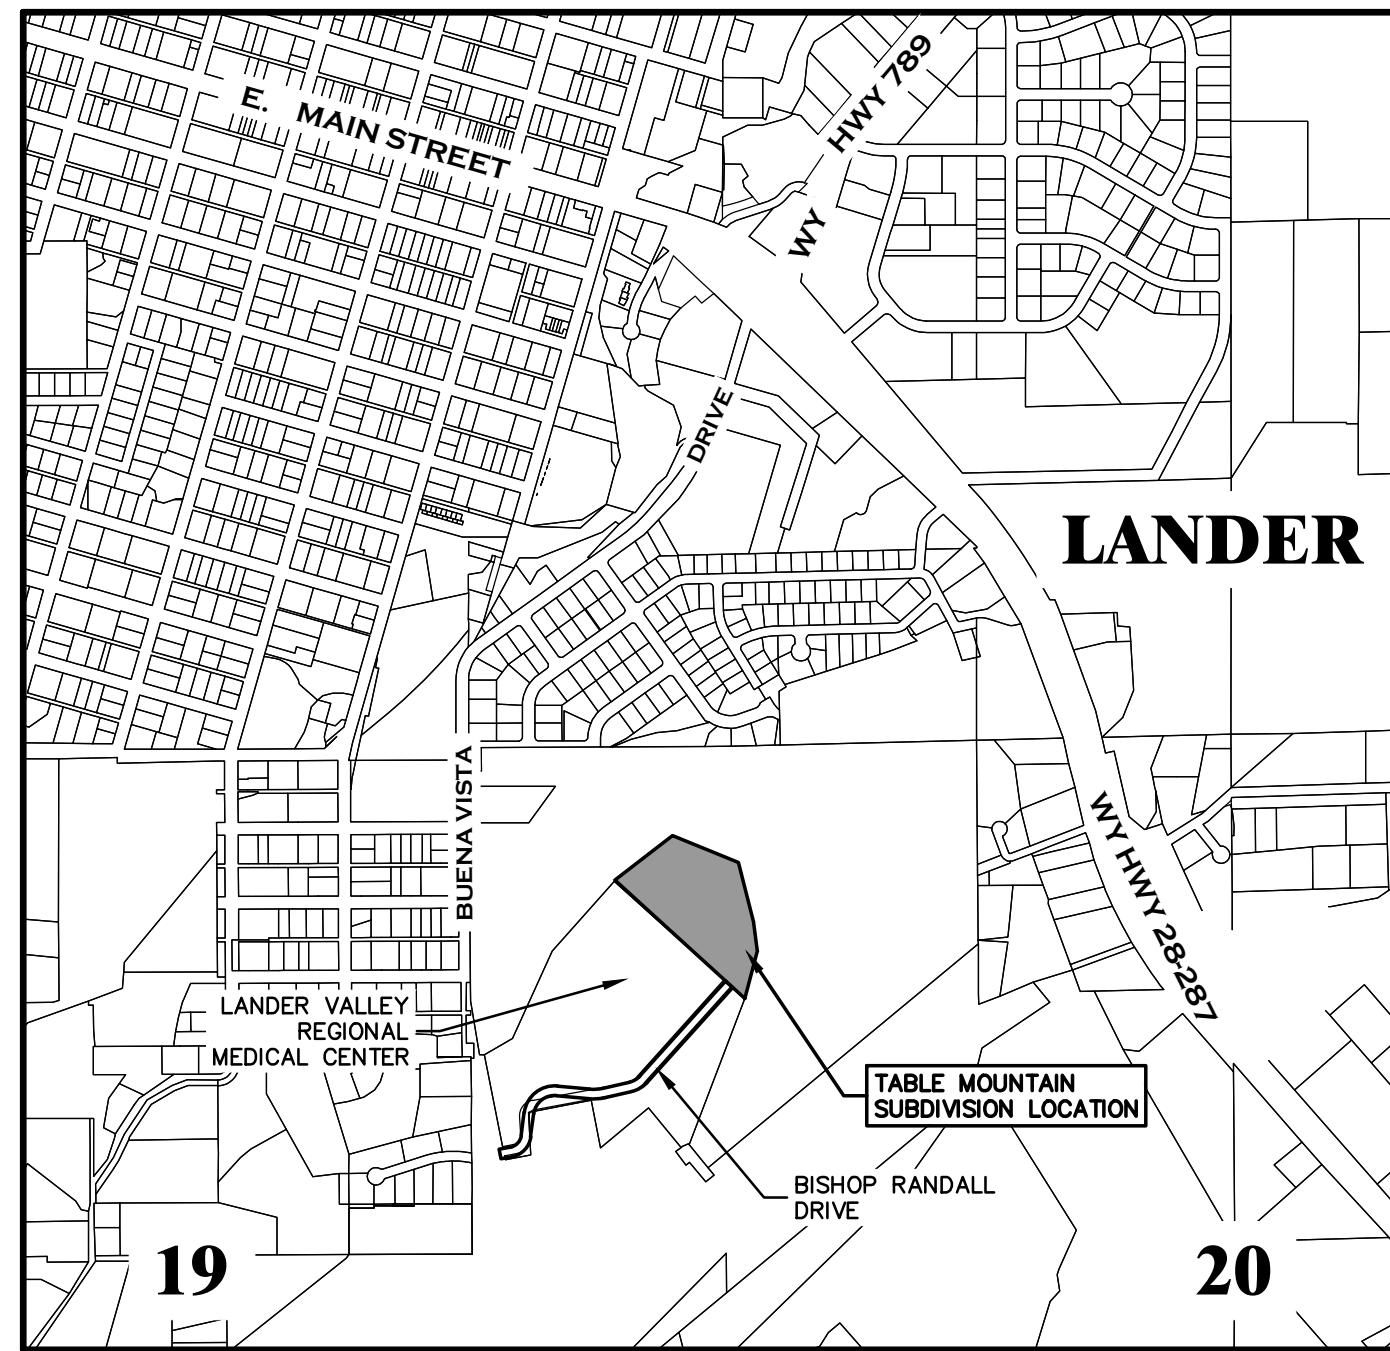 E. MAIN STREET
WY HWY 789
DRIVE
LANDER
BUENA VISTA
WY HWY 28-287
LANDER VALLEY
REGIONAL
MEDICAL CENTER
TABLE MOUNTAIN
SUBDIVISION LOCATION
BISHOP RANDALL
DRIVE
19
20